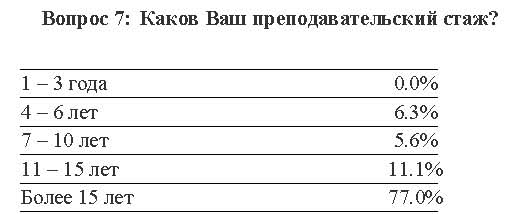 Вопрос 7: Каков Ваш преподавательский стаж?
1 – 3 года 0.0%
4 – 6 лет 6.3%
7 – 10 лет 5.6%
11 – 15 лет 11.1%
Более 15 лет 77.0%